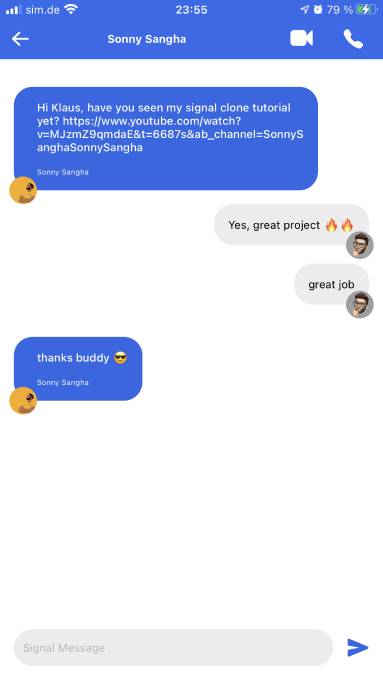 sim.de 23:55 79 %
Sonny Sangha
Hi Klaus, have you seen my signal clone tutorial
yet? https://www.youtube.com/watch?
v=MJzmZ9qmdaE&t=6687s&ab_channel=SonnyS
anghaSonnySangha
Sonny Sangha
Yes, great project 🔥🔥
great job
thanks buddy 😎
Sonny Sangha
Signal Message